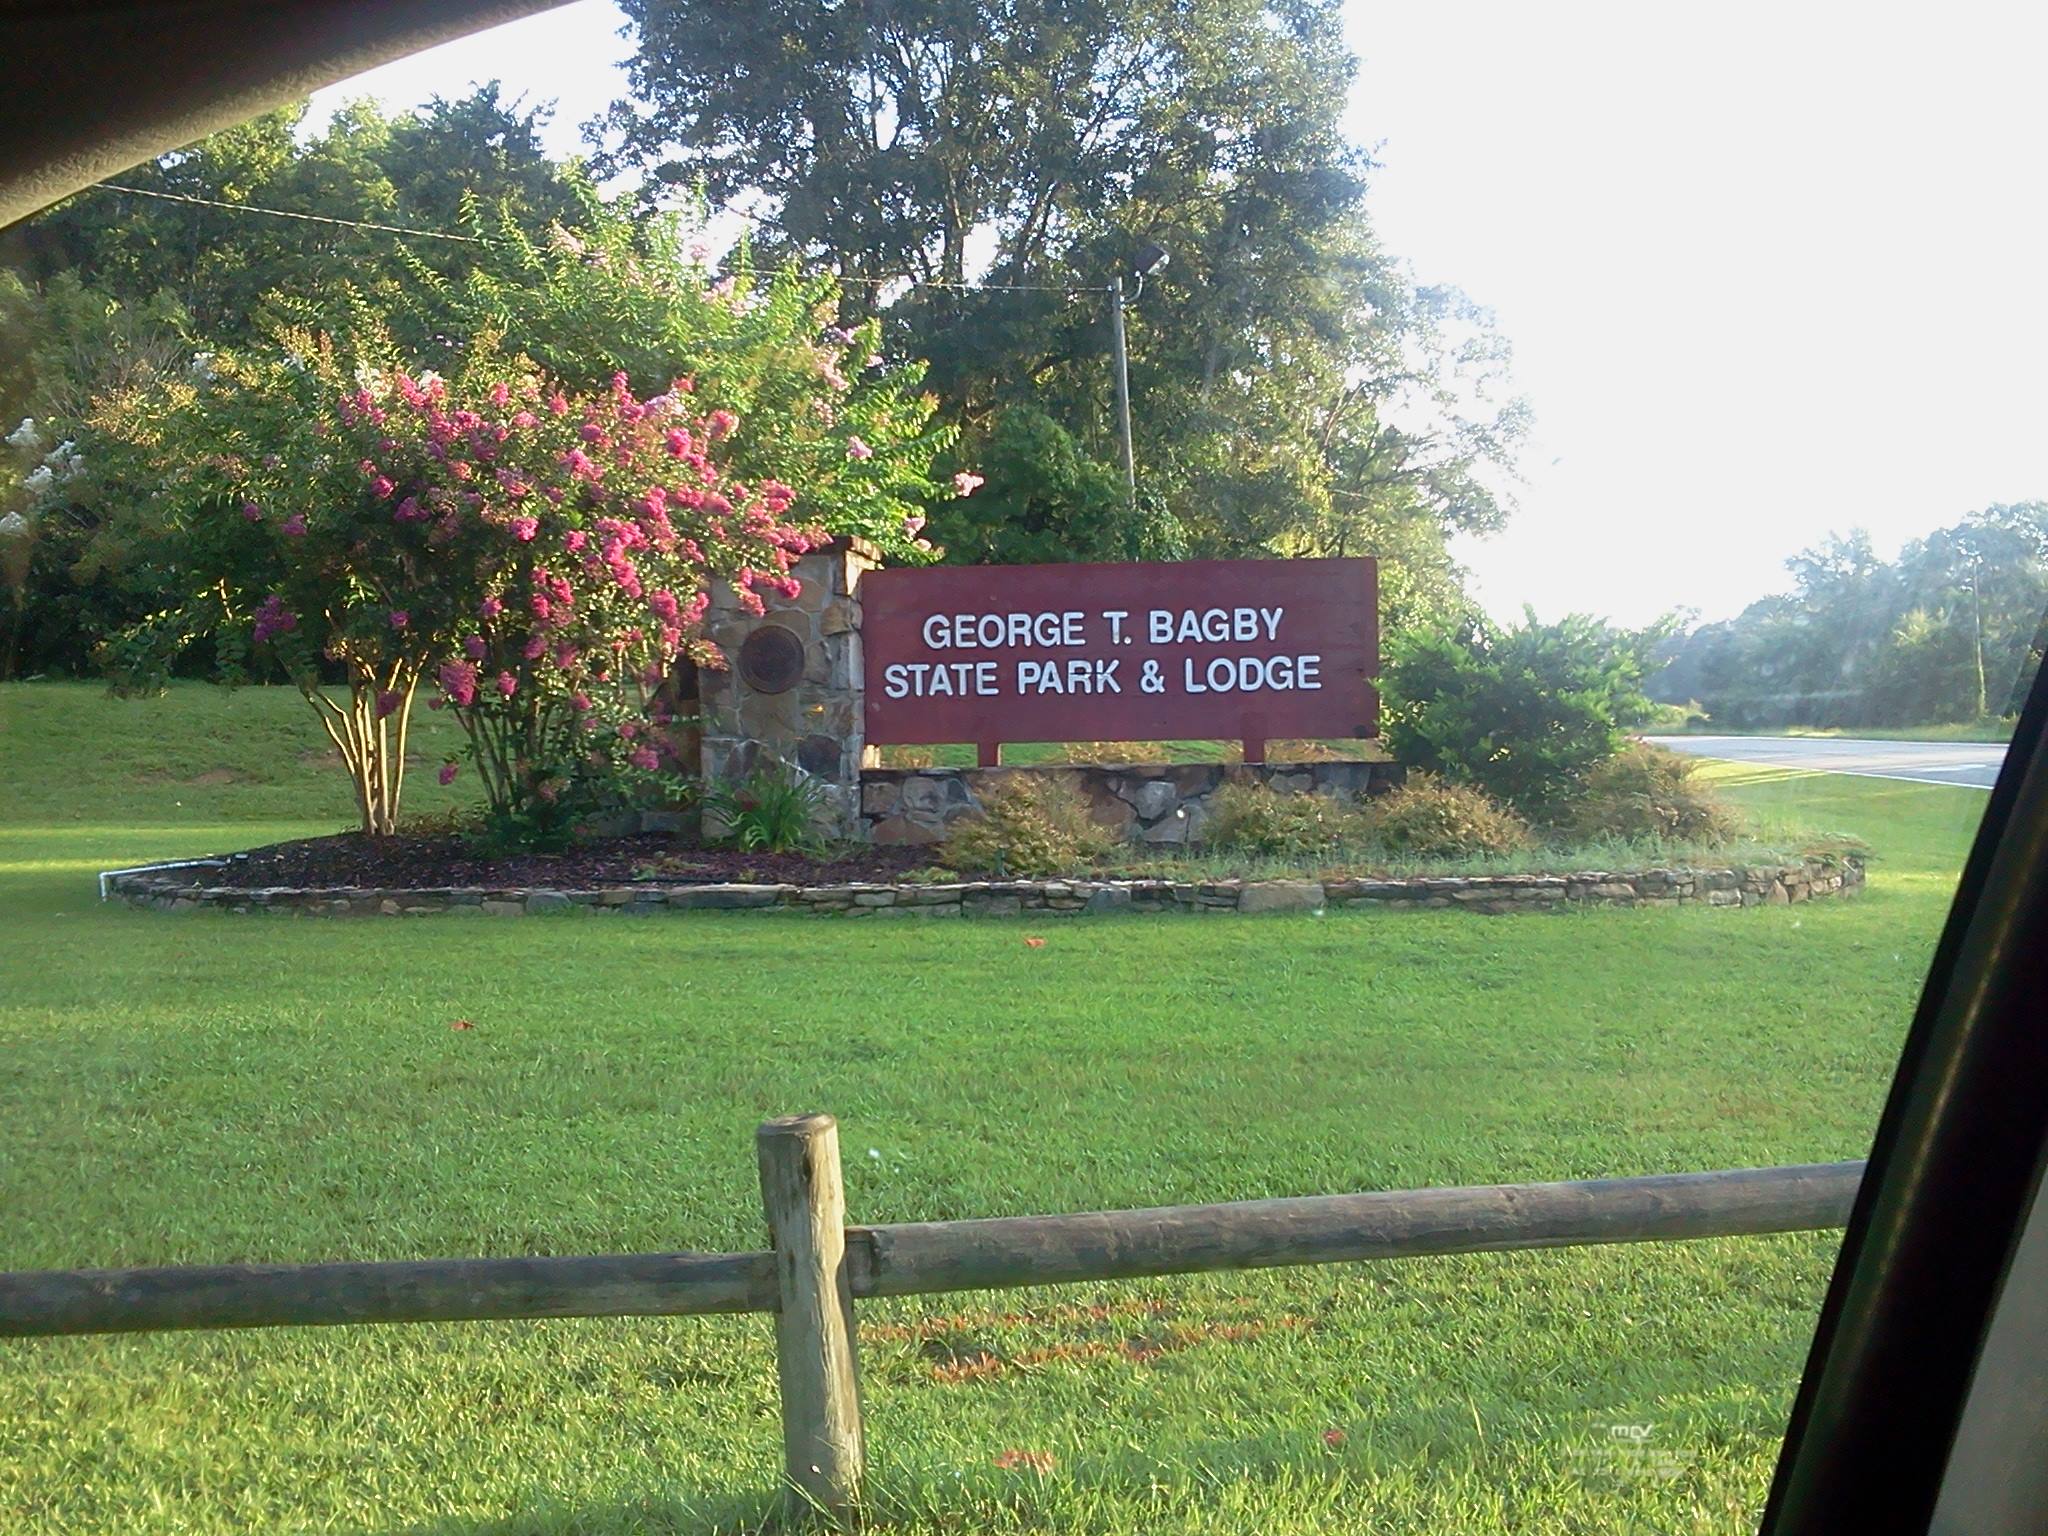 GEORGE T. BAGBY
STATE PARK & LODGE